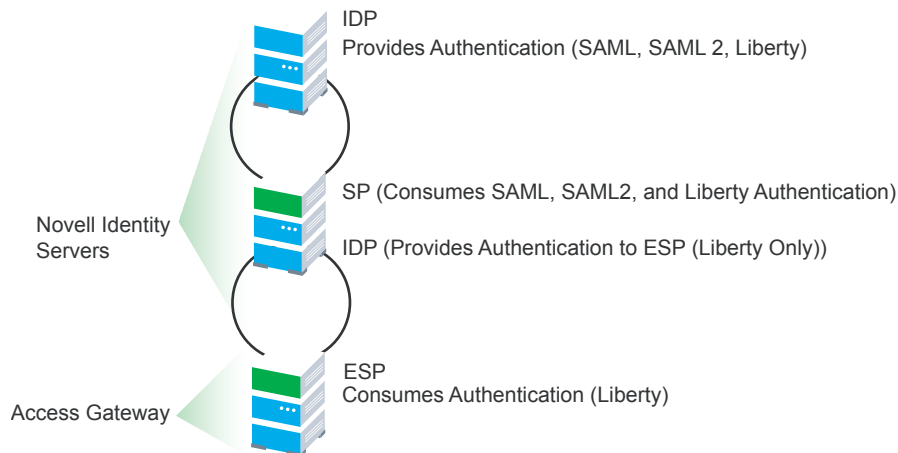 IDP
Provides Authentication (SAML, SAML 2, Liberty)
SP (Consumes SAML, SAML2, and Liberty Authentication)
Novell Identity
Servers
IDP (Provides Authentication to ESP (Liberty Only))
ESP
Consumes Authentication (Liberty)
Access Gateway